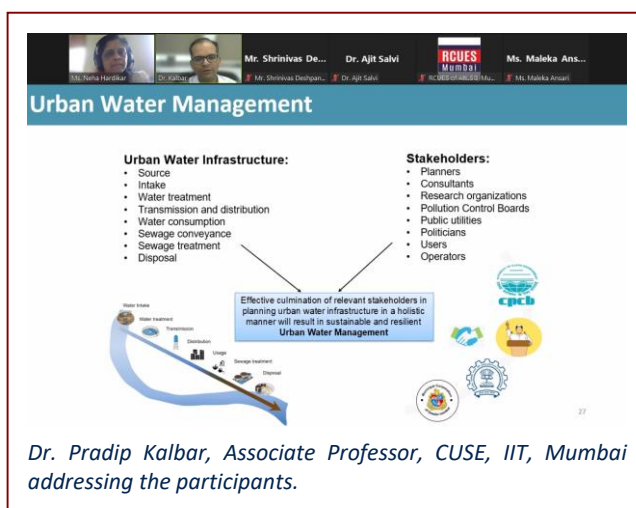 Mr. Shrinivas De... Dr. Ajit Salvi Ms. Maleka Ans...
RCUES
Mumbai
Ms. Neha Hardikar Dr. Kalbar Mr. Shrinivas Deshpan... Dr. Ajit Salvi Ms. Maleka Ansari
Urban Water Management
Urban Water Infrastructure:
• Source
• Intake
• Water treatment
• Transmission and distribution
• Water consumption
• Sewage conveyance
• Sewage treatment
• Disposal
Stakeholders:
• Planners
• Consultants
• Research organizations
• Pollution Control Boards
• Public utilities
• Politicians
• Users
• Operators
Effective culmination of relevant stakeholders in
planning urban water infrastructure in a holistic
manner will result in sustainable and resilient
Urban Water Management
Water Intake
Water treatment
Transmission
Distribution
Usage
Sewage treatment
Disposal
cpcb
27
Dr. Pradip Kalbar, Associate Professor, CUSE, IIT, Mumbai
addressing the participants.